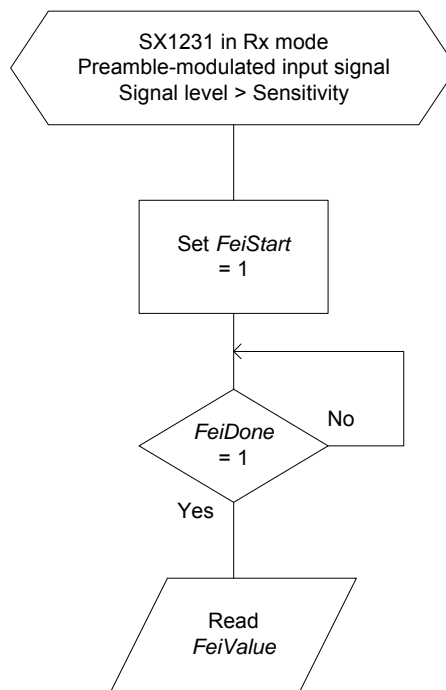 SX1231 in Rx mode
Preamble-modulated input signal
Signal level > Sensitivity
Set FeiStart
= 1
FeiDone
= 1
No
Yes
Read
FeiValue